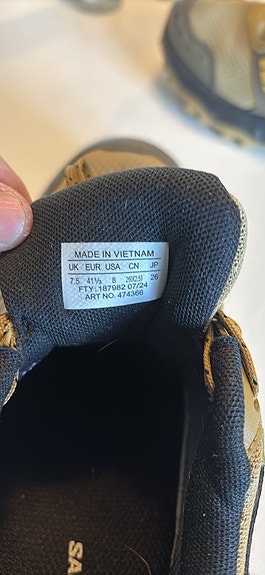 MADE IN VIETNAM
UK EUR USA CN JP
7.5 41⅓ 8 260(2.5) 26
FTY: 187982 07/24
ART NO. 474366
SA